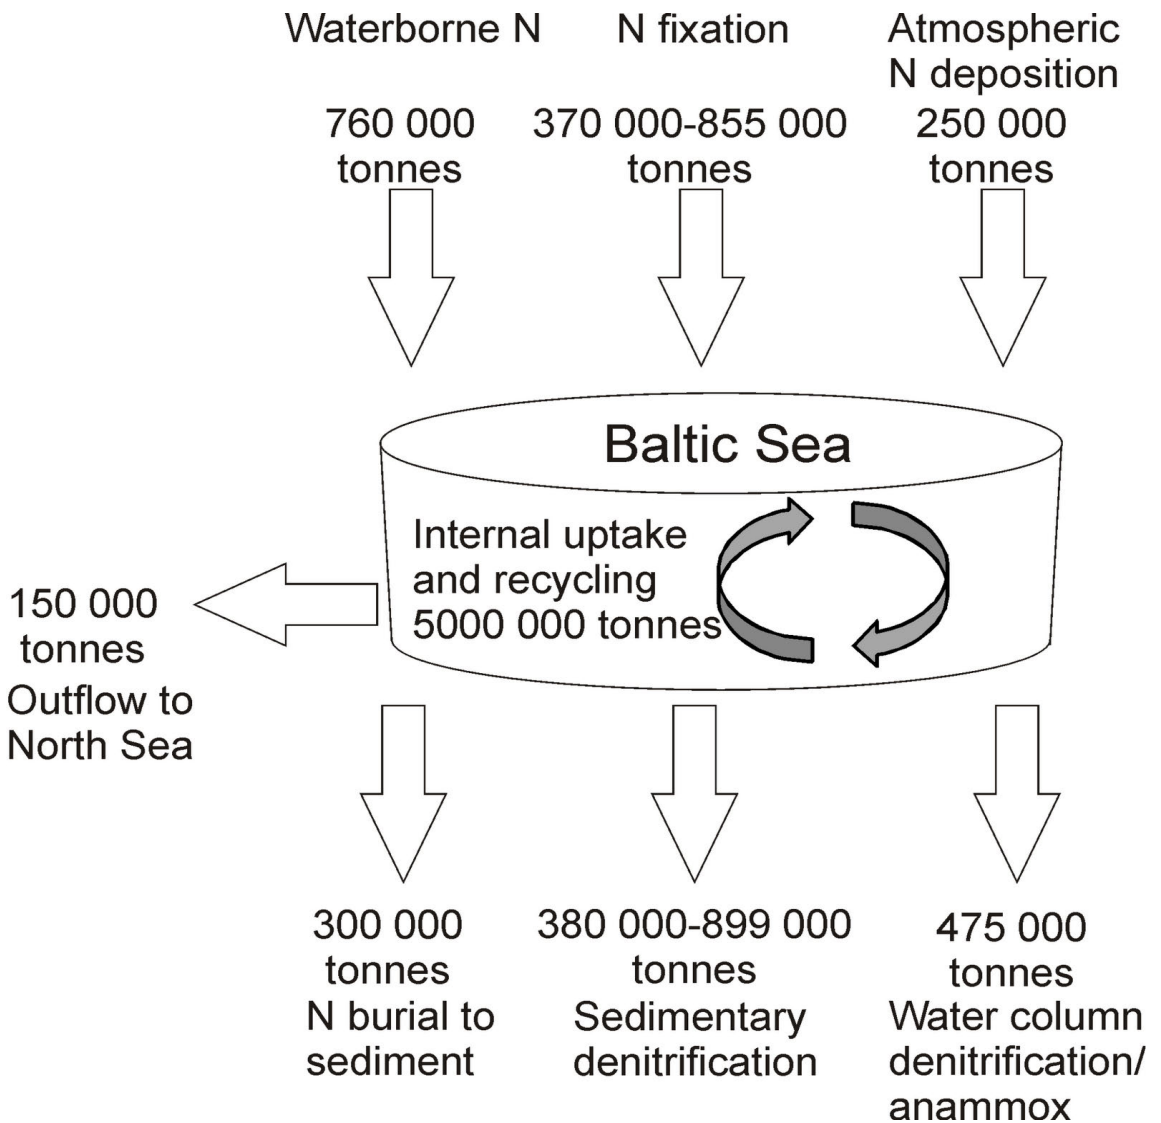 Waterborne N
760 000
tonnes
N fixation
370 000-855 000
tonnes
Atmospheric
N deposition
250 000
tonnes
Baltic Sea
Internal uptake
and recycling
5000 000 tonnes
150 000
tonnes
Outflow to
North Sea
300 000
tonnes
N burial to
sediment
380 000-899 000
tonnes
Sedimentary
denitrification
475 000
tonnes
Water column
denitrification/
anammox